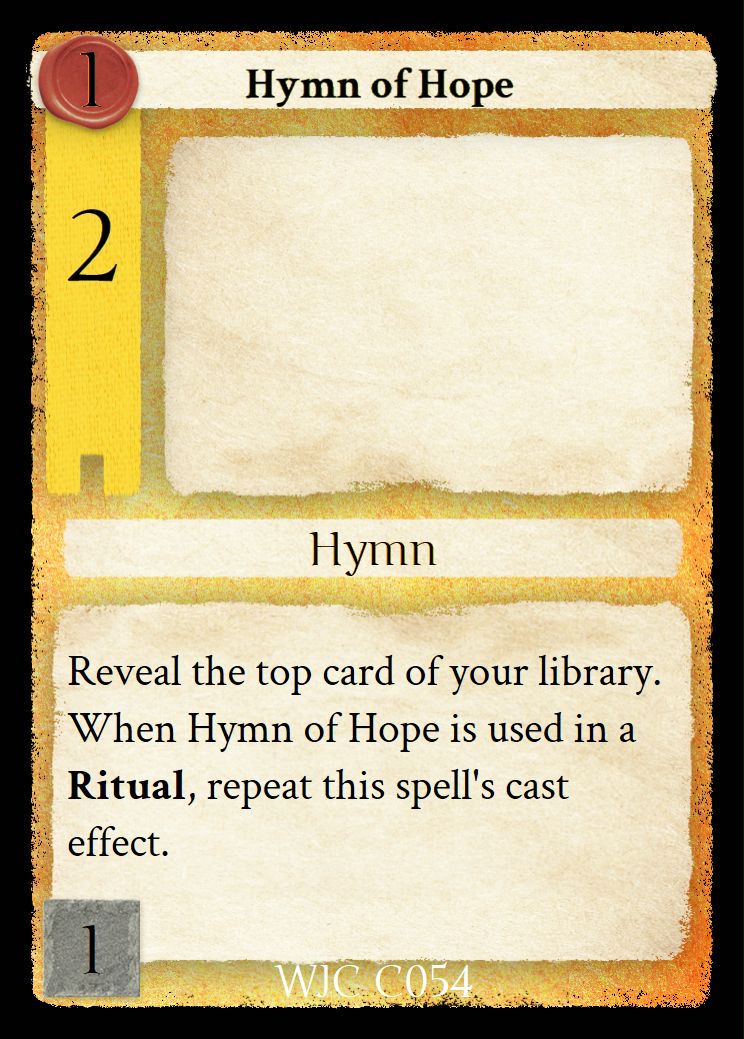 1
Hymn of Hope
2
Hymn
Reveal the top card of your library.
When Hymn of Hope is used in a
Ritual, repeat this spell's cast
effect.
1
WJC C054